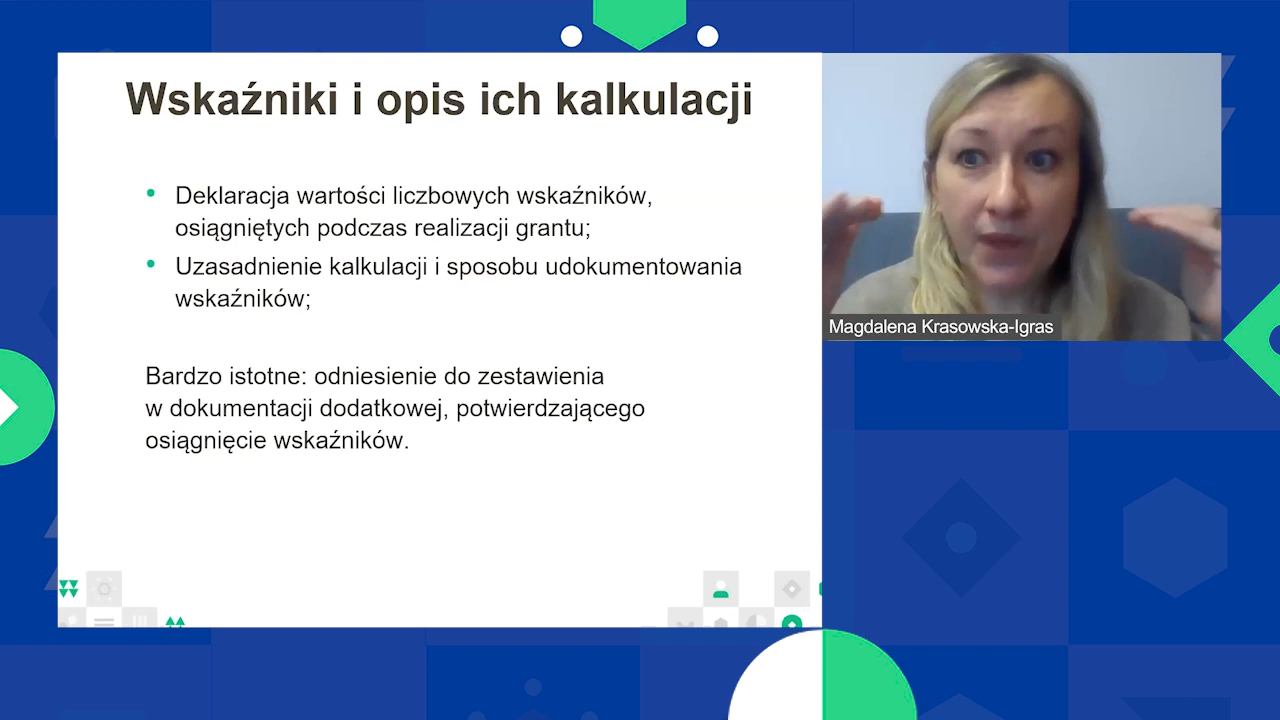 Wskaźniki i opis ich kalkulacji
• Deklaracja wartości liczbowych wskaźników,
osiągniętych podczas realizacji grantu;
• Uzasadnienie kalkulacji i sposobu udokumentowania
wskaźników;
Bardzo istotne: odniesienie do zestawienia
w dokumentacji dodatkowej, potwierdzającego
osiągnięcie wskaźników.
Magdalena Krasowska-Igras